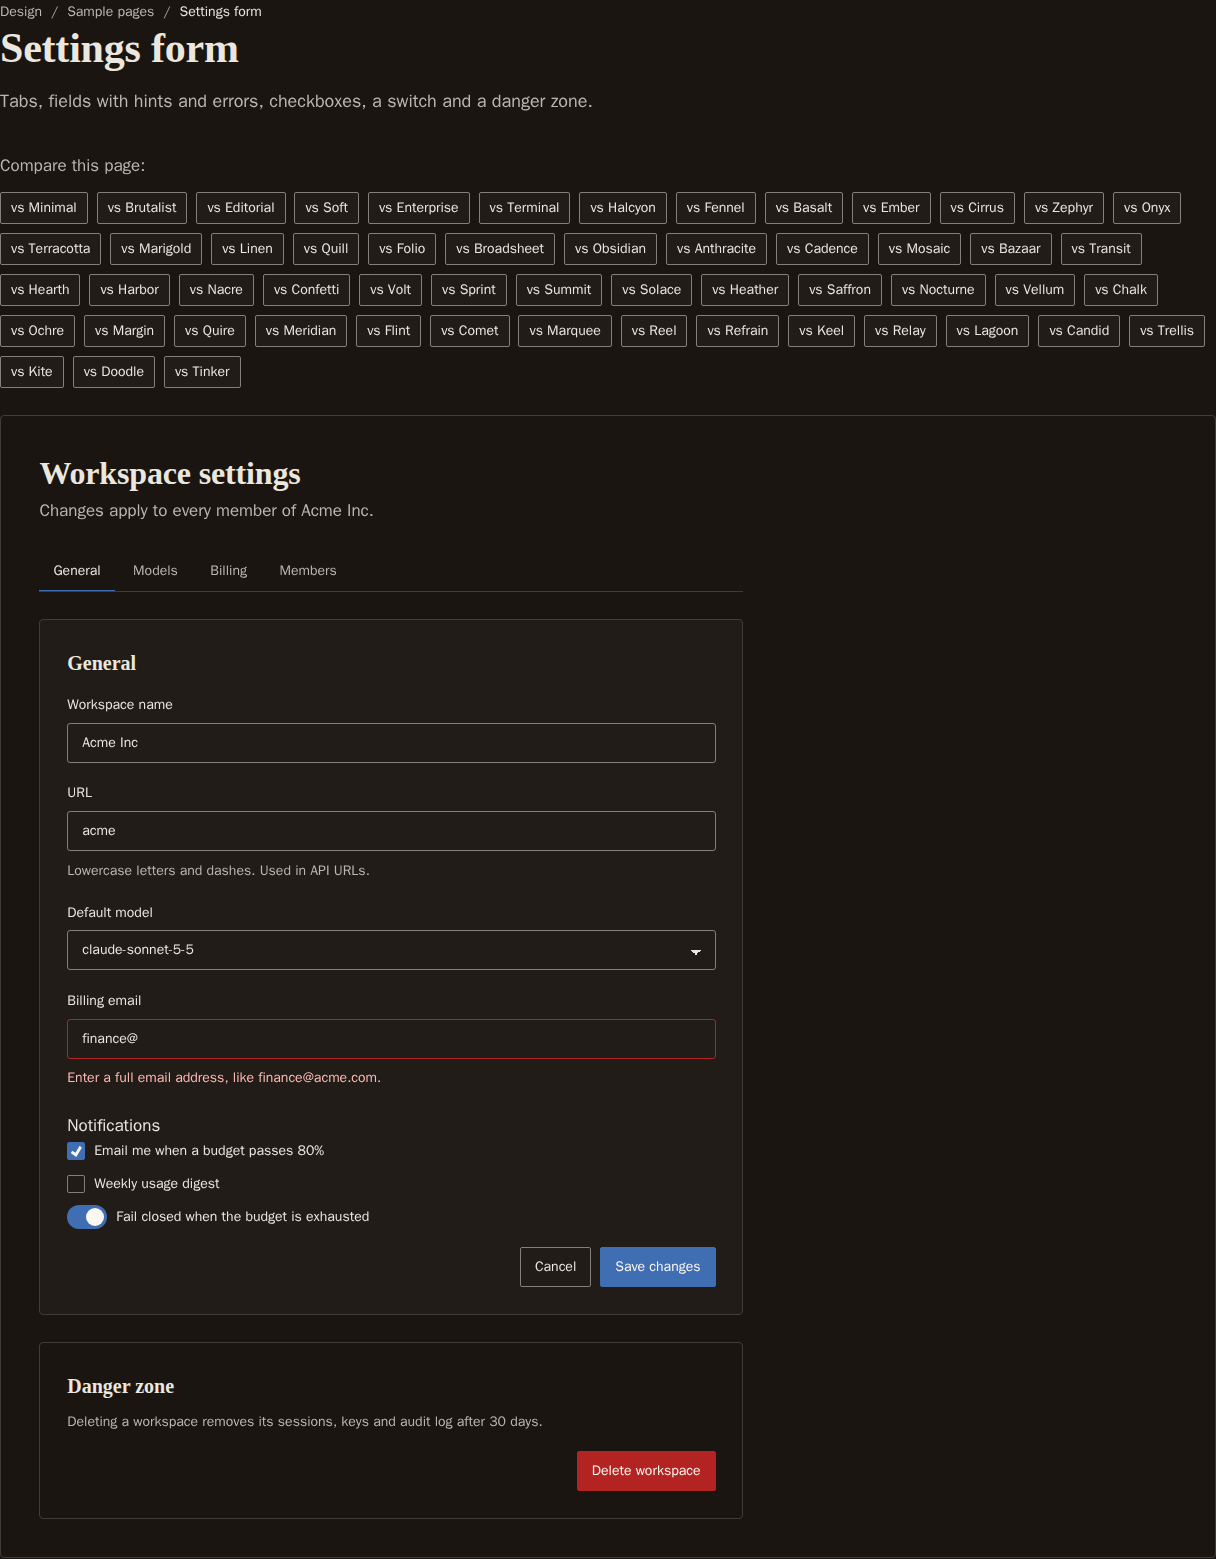 Design / Sample pages / Settings form
Settings form
Tabs, fields with hints and errors, checkboxes, a switch and a danger zone.
Compare this page:
vs Minimal vs Brutalist vs Editorial vs Soft vs Enterprise vs Terminal vs Halcyon vs Fennel vs Basalt vs Ember vs Cirrus vs Zephyr vs Onyx
vs Terracotta vs Marigold vs Linen vs Quill vs Folio vs Broadsheet vs Obsidian vs Anthracite vs Cadence vs Mosaic vs Bazaar vs Transit
vs Hearth vs Harbor vs Nacre vs Confetti vs Volt vs Sprint vs Summit vs Solace vs Heather vs Saffron vs Nocturne vs Vellum vs Chalk
vs Ochre vs Margin vs Quire vs Meridian vs Flint vs Comet vs Marquee vs Reel vs Refrain vs Keel vs Relay vs Lagoon vs Candid vs Trellis
vs Kite vs Doodle vs Tinker
Workspace settings
Changes apply to every member of Acme Inc.
General Models Billing Members
General
Workspace name
Acme Inc
URL
acme
Lowercase letters and dashes. Used in API URLs.
Default model
claude-sonnet-5-5
Billing email
finance@
Enter a full email address, like finance@acme.com.
Notifications
Email me when a budget passes 80%
Weekly usage digest
Fail closed when the budget is exhausted
Cancel Save changes
Danger zone
Deleting a workspace removes its sessions, keys and audit log after 30 days.
Delete workspace